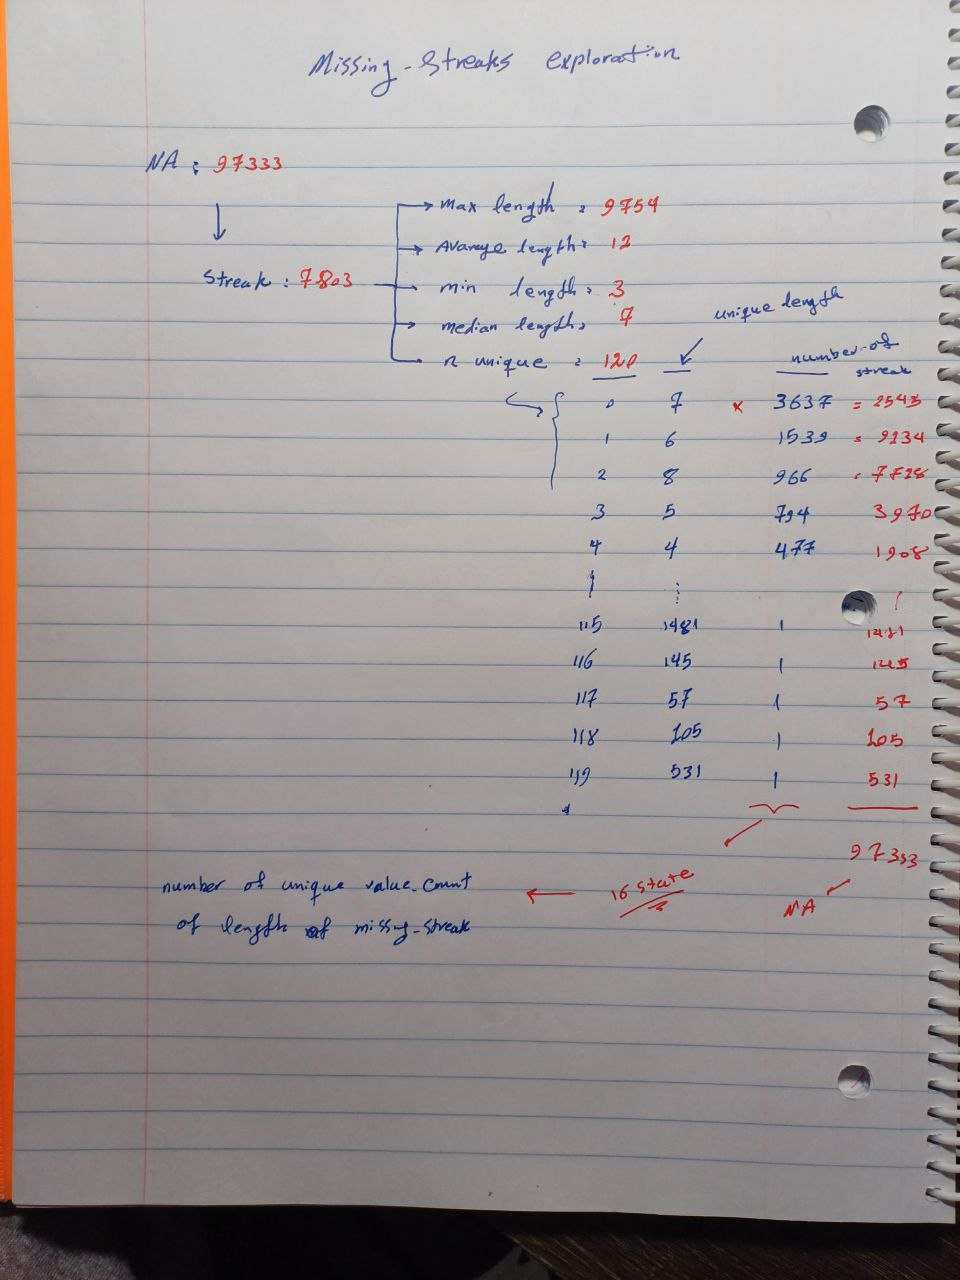 Missing-Streaks exploration
NA : 97333
Max length : 9754
Avarege length : 12
Streak : 7803
min length : 3
median length : 7
unique length
n unique : 120
number of streak
0 7 x 3637 = 2543
1 6 1539 = 9234
2 8 966 = 7728
3 5 794 3970
4 4 477 1908
115 1481 1 1481
116 145 1 145
117 57 1 57
118 105 1 105
119 531 1 531
97333
16 state
NA
number of unique value-count
of length of missing-streak